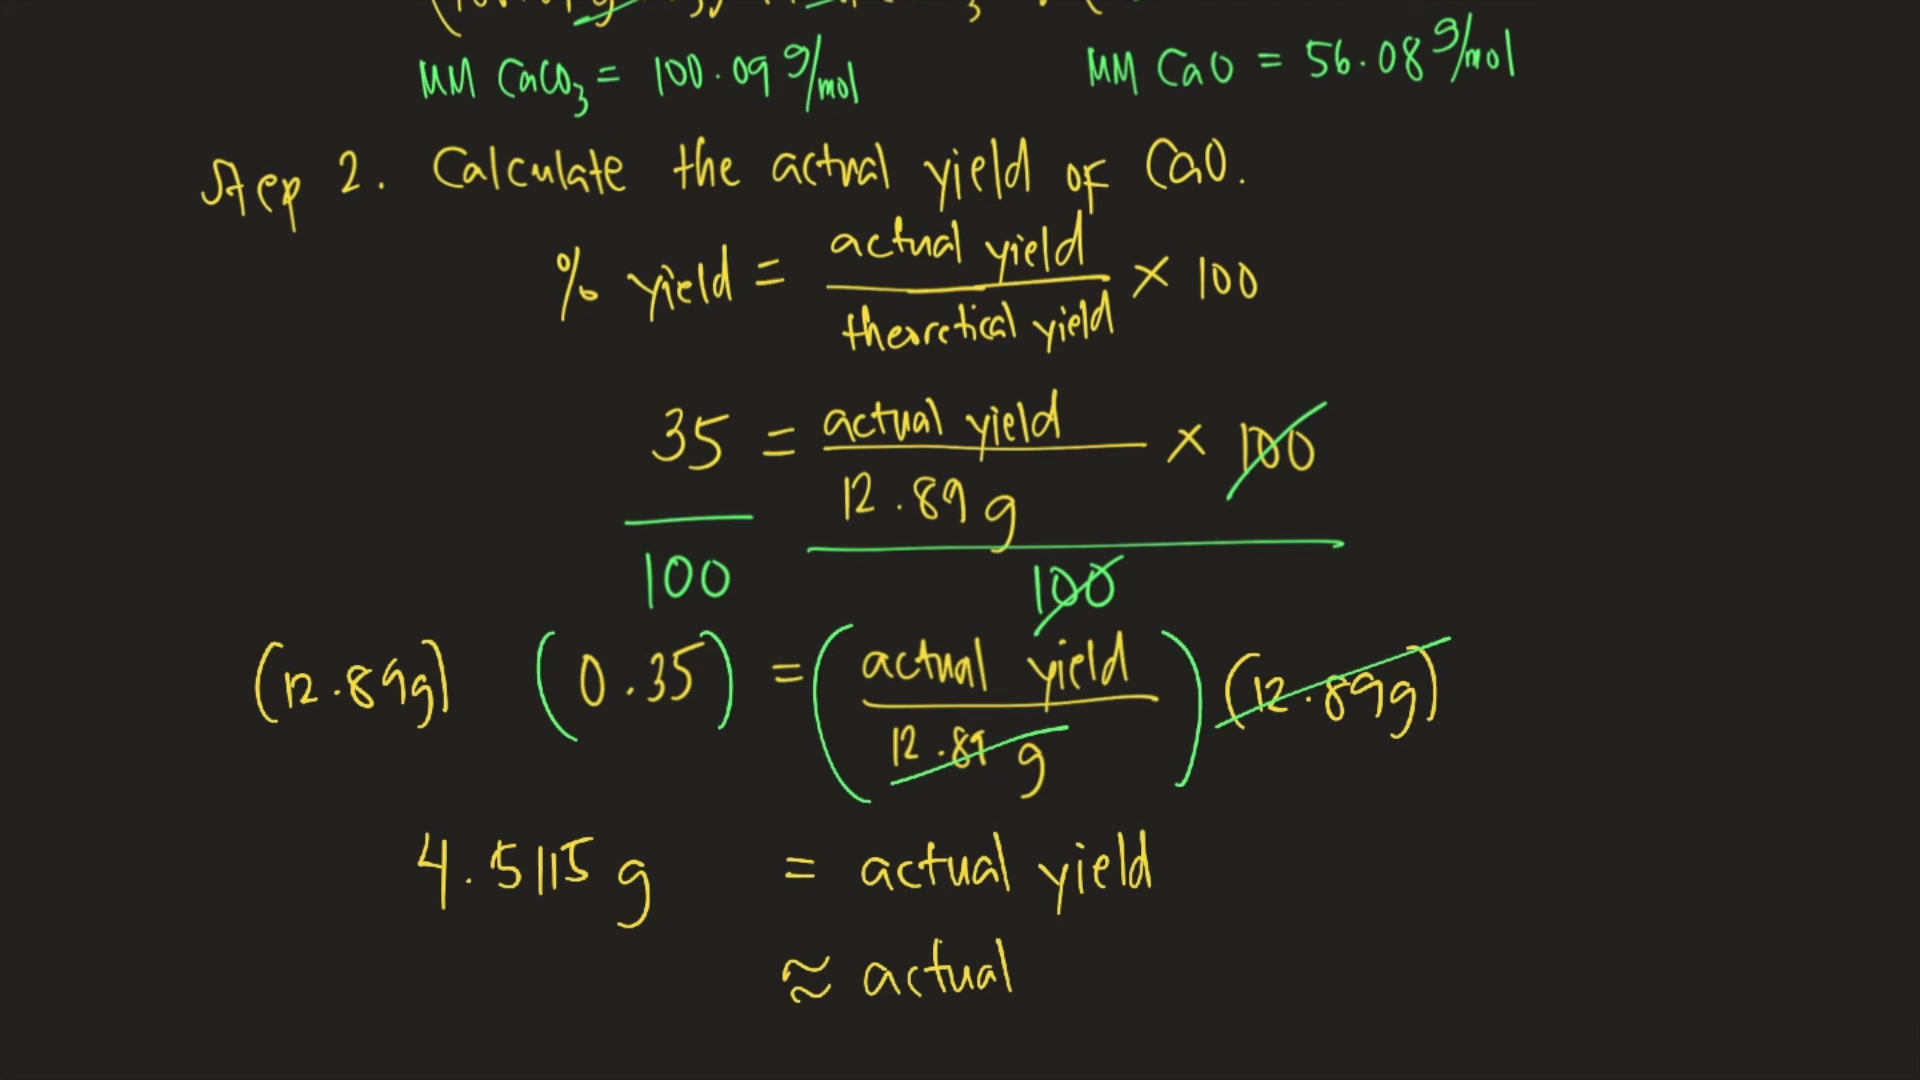 MM CaCO₃ = 100.09 g/mol MM CaO = 56.08 g/mol
Step 2. Calculate the actual yield of CaO.
% yield = actual yield / theoretical yield × 100
35 / 100 = actual yield / 12.89 g × 100 / 100
(12.89g) (0.35) = (actual yield / 12.89 g) (12.89g)
4.5115 g = actual yield
≈ actual